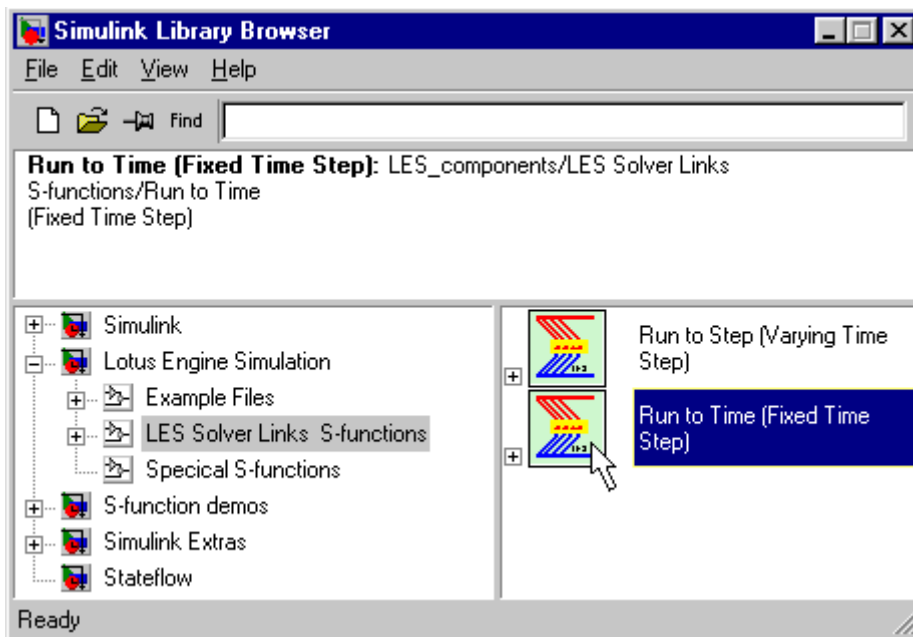 Simulink Library Browser
File Edit View Help
Find
Run to Time (Fixed Time Step): LES_components/LES Solver Links
S-functions/Run to Time
(Fixed Time Step)
Simulink
Lotus Engine Simulation
Example Files
LES Solver Links S-functions
Specical S-functions
S-function demos
Simulink Extras
Stateflow
Run to Step (Varying Time
Step)
Run to Time (Fixed Time
Step)
Ready